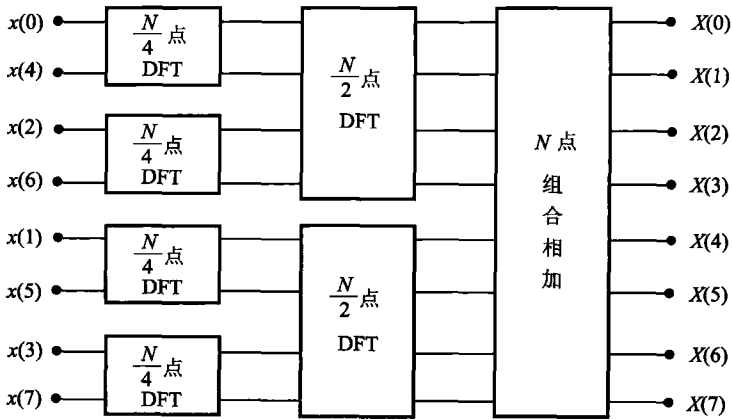 x(0)
x(4)
x(2)
x(6)
x(1)
x(5)
x(3)
x(7)
N/4 点
DFT
N/4 点
DFT
N/4 点
DFT
N/4 点
DFT
N/2 点
DFT
N/2 点
DFT
N 点
组
合
相
加
X(0)
X(1)
X(2)
X(3)
X(4)
X(5)
X(6)
X(7)